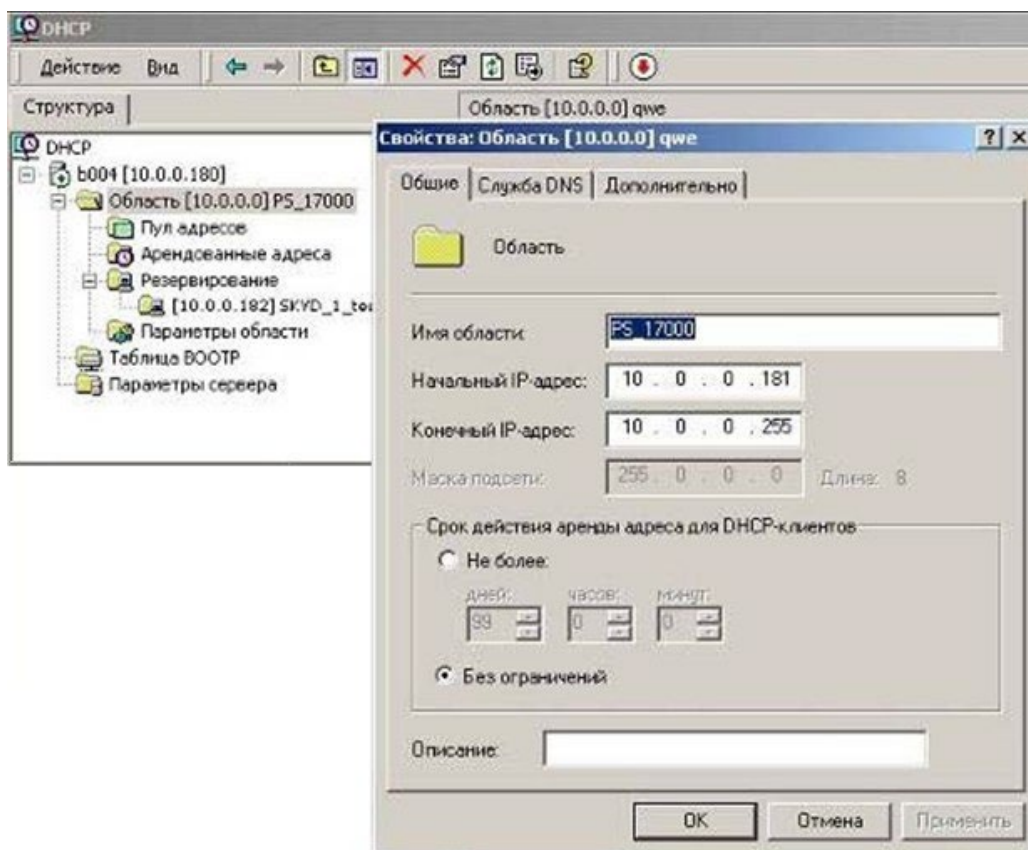 DHCP
Действие Вид
Структура
Область [10.0.0.0] qwe
DHCP
b004 [10.0.0.180]
Область [10.0.0.0] PS_17000
Пул адресов
Арендованные адреса
Резервирование
[10.0.0.182] SKYD_1_tou
Параметры области
Таблица BOOTP
Параметры сервера
Свойства: Область [10.0.0.0] qwe
Общие Служба DNS Дополнительно
Область
Имя области: PS_17000
Начальный IP-адрес: 10 . 0 . 0 . 181
Конечный IP-адрес: 10 . 0 . 0 . 255
Маска подсети: 255 . 0 . 0 . 0 Длина: 8
Срок действия аренды адреса для DHCP-клиентов
Не более:
дней: часов: минут:
99 0 0
Без ограничений
Описание:
OK Отмена Применить